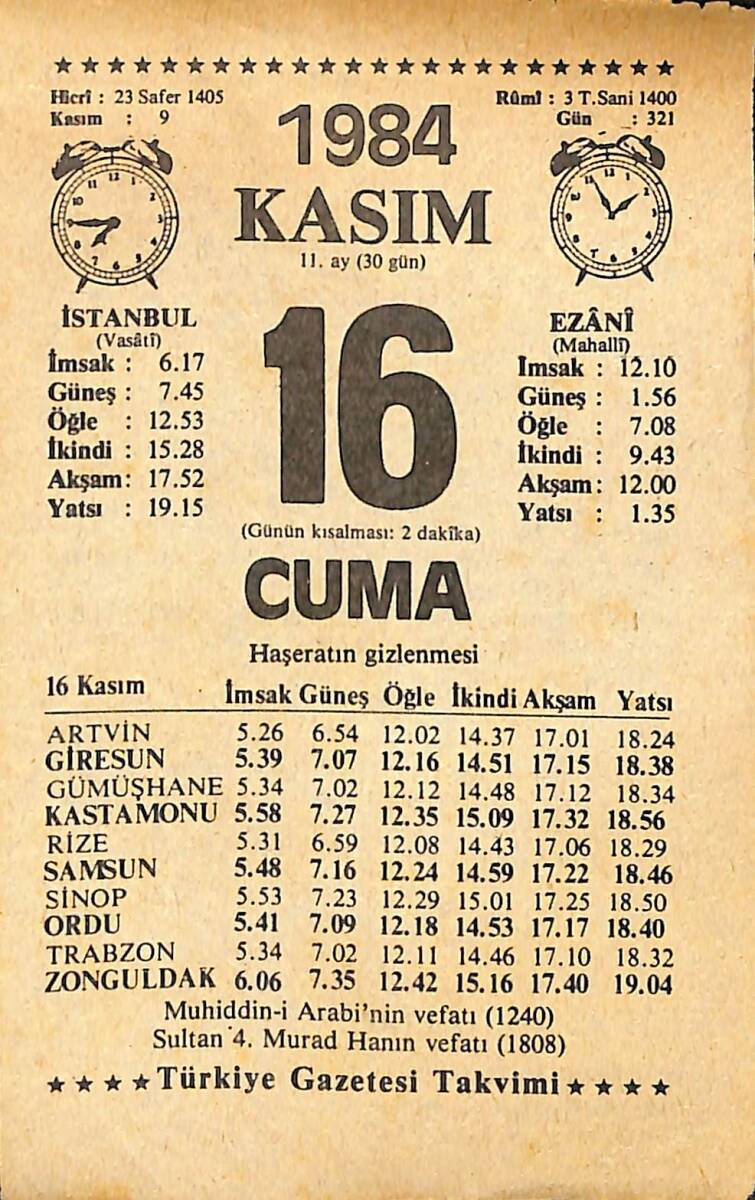 Hicrî : 23 Safer 1405
Kasım : 9
1984
Rûmî : 3 T.Sani 1400
Gün : 321
KASIM
11. ay (30 gün)
İSTANBUL
(Vasâtî)
İmsak : 6.17
Güneş : 7.45
Öğle : 12.53
İkindi : 15.28
Akşam : 17.52
Yatsı : 19.15
16
(Günün kısalması: 2 dakîka)
EZÂNÎ
(Mahallî)
Imsak : 12.10
Güneş : 1.56
Öğle : 7.08
İkindi : 9.43
Akşam : 12.00
Yatsı : 1.35
CUMA
Haşeratın gizlenmesi
16 Kasım İmsak Güneş Öğle İkindi Akşam Yatsı
ARTVİN 5.26 6.54 12.02 14.37 17.01 18.24
GİRESUN 5.39 7.07 12.16 14.51 17.15 18.38
GÜMÜŞHANE 5.34 7.02 12.12 14.48 17.12 18.34
KASTAMONU 5.58 7.27 12.35 15.09 17.32 18.56
RİZE 5.31 6.59 12.08 14.43 17.06 18.29
SAMSUN 5.48 7.16 12.24 14.59 17.22 18.46
SİNOP 5.53 7.23 12.29 15.01 17.25 18.50
ORDU 5.41 7.09 12.18 14.53 17.17 18.40
TRABZON 5.34 7.02 12.11 14.46 17.10 18.32
ZONGULDAK 6.06 7.35 12.42 15.16 17.40 19.04
Muhiddin-i Arabi'nin vefatı (1240)
Sultan 4. Murad Hanın vefatı (1808)
Türkiye Gazetesi Takvimi